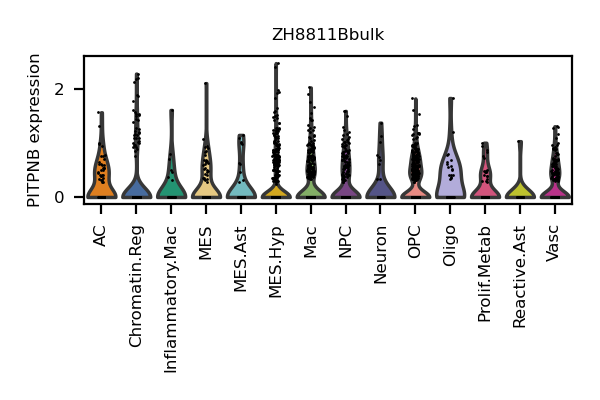 ZH8811Bbulk
PITPNB expression
2
0
AC
Chromatin.Reg
Inflammatory.Mac
MES
MES.Ast
MES.Hyp
Mac
NPC
Neuron
OPC
Oligo
Prolif.Metab
Reactive.Ast
Vasc